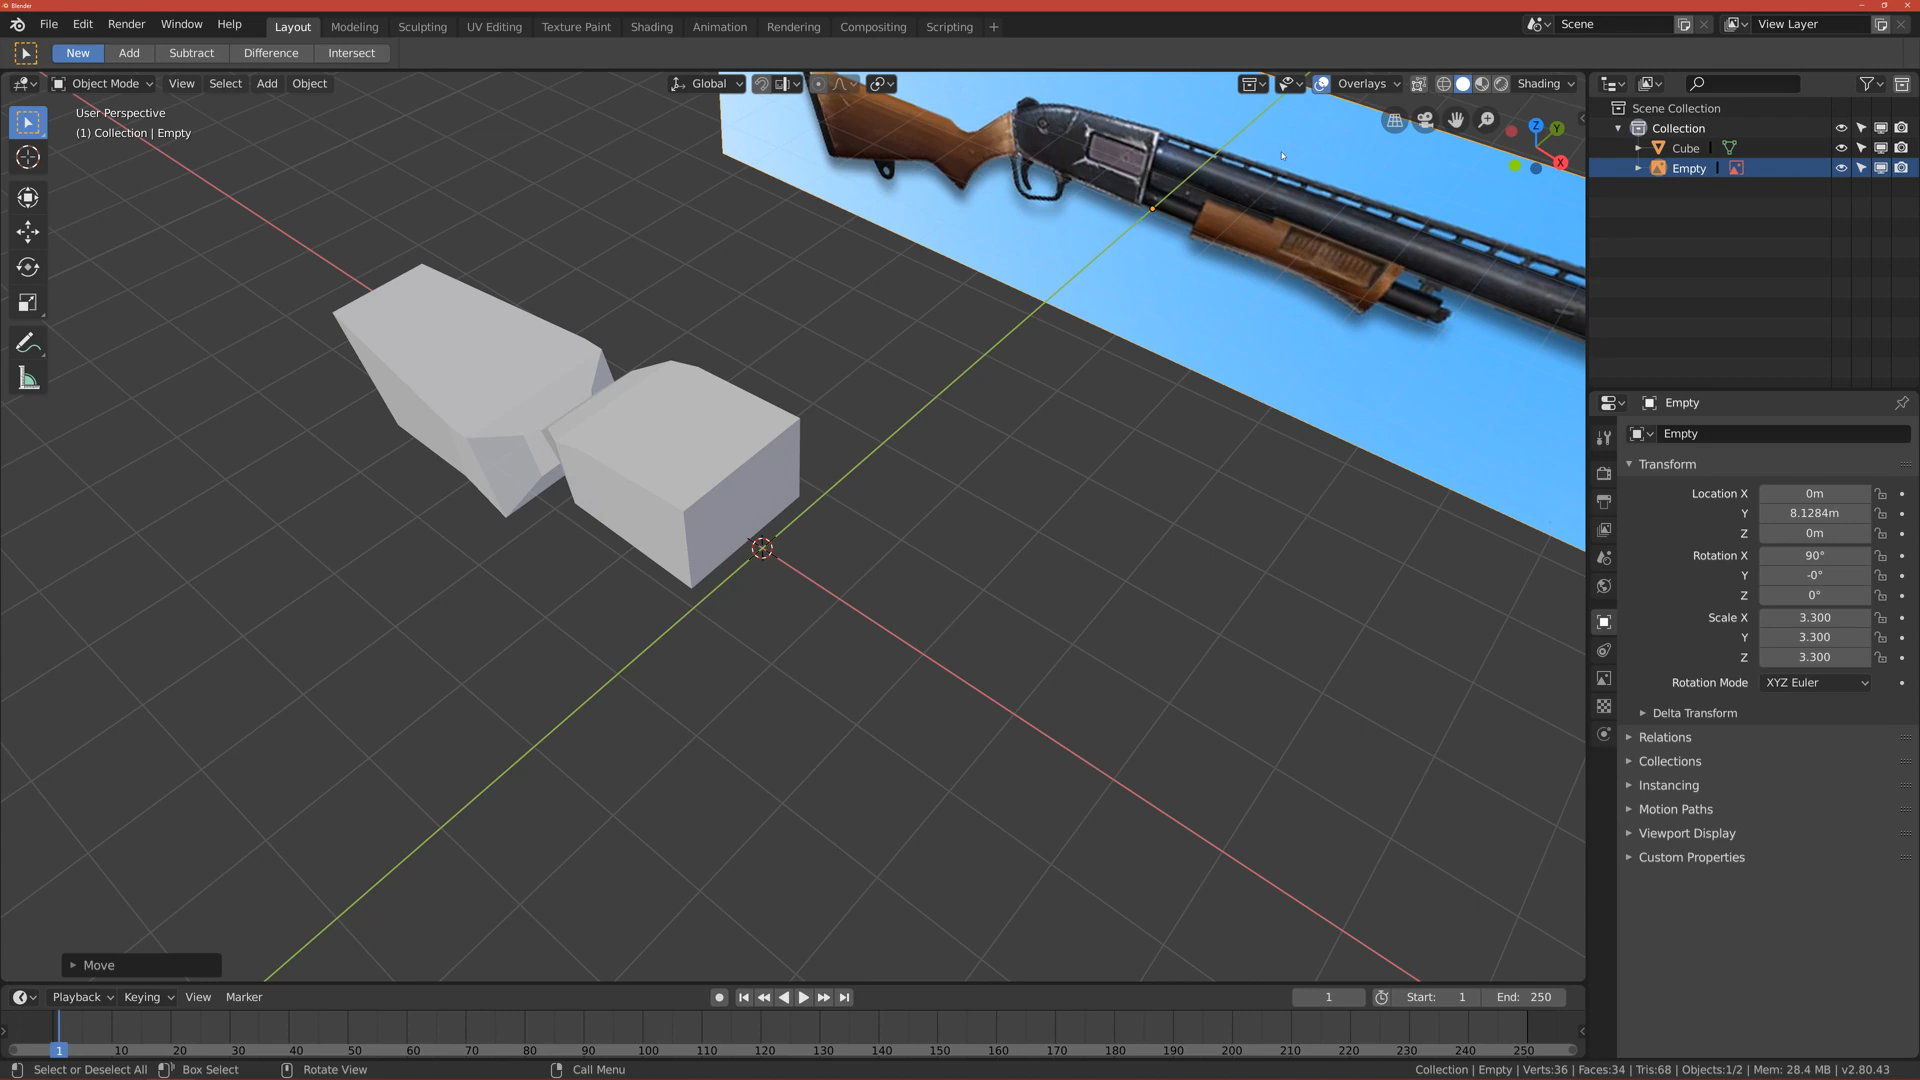 Blender
File Edit Render Window Help Layout Modeling Sculpting UV Editing Texture Paint Shading Animation Rendering Compositing Scripting + Scene View Layer
New Add Subtract Difference Intersect
Object Mode View Select Add Object Global Overlays Shading
User Perspective
(1) Collection | Empty
Z Y
X
Scene Collection
Collection
Cube
Empty
Empty
Empty
Transform
Location X 0m
Y 8.1284m
Z 0m
Rotation X 90°
Y -0°
Z 0°
Scale X 3.300
Y 3.300
Z 3.300
Rotation Mode XYZ Euler
Delta Transform
Relations
Collections
Instancing
Motion Paths
Viewport Display
Custom Properties
Move
Playback Keying View Marker 1 Start: 1 End: 250
1 10 20 30 40 50 60 70 80 90 100 110 120 130 140 150 160 170 180 190 200 210 220 230 240 250
Select or Deselect All Box Select Rotate View Call Menu Collection | Empty | Verts:36 | Faces:34 | Tris:68 | Objects:1/2 | Mem: 28.4 MB | v2.80.43